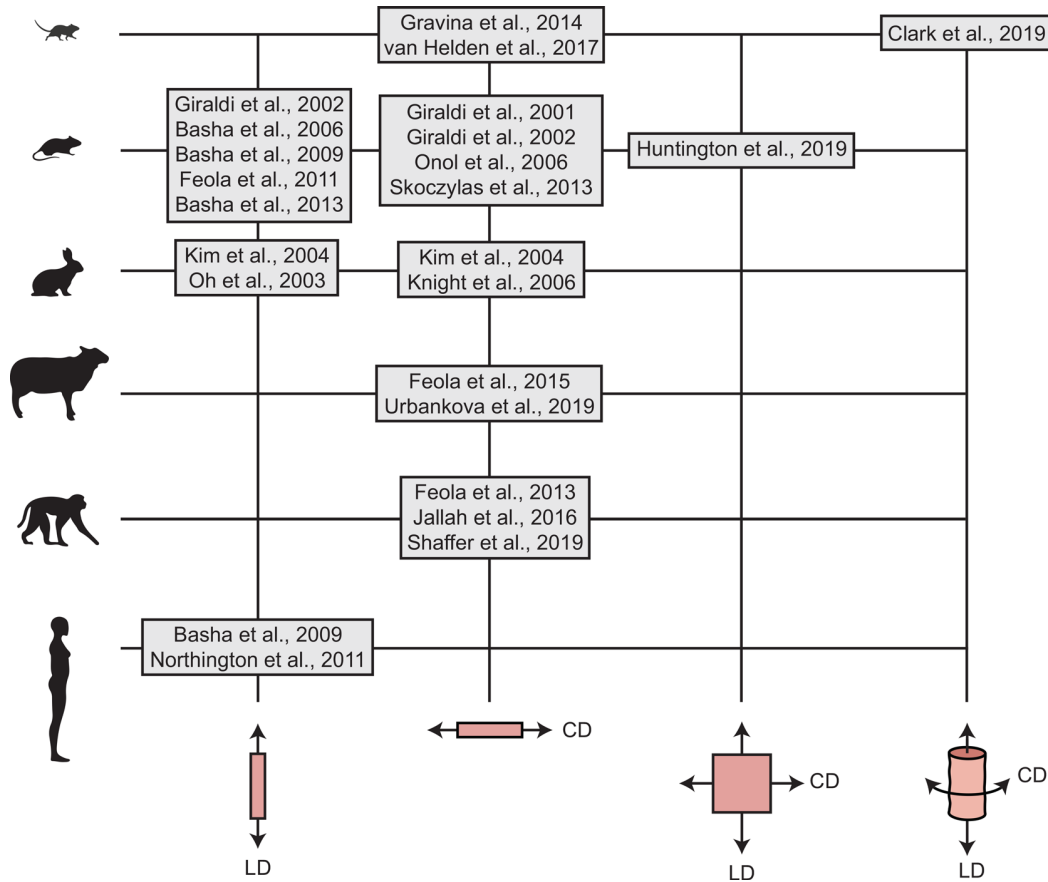 Gravina et al., 2014
van Helden et al., 2017
Clark et al., 2019
Giraldi et al., 2002
Basha et al., 2006
Basha et al., 2009
Feola et al., 2011
Basha et al., 2013
Giraldi et al., 2001
Giraldi et al., 2002
Onol et al., 2006
Skoczylas et al., 2013
Huntington et al., 2019
Kim et al., 2004
Oh et al., 2003
Kim et al., 2004
Knight et al., 2006
Feola et al., 2015
Urbankova et al., 2019
Feola et al., 2013
Jallah et al., 2016
Shaffer et al., 2019
Basha et al., 2009
Northington et al., 2011
LD
CD
CD
LD
CD
LD